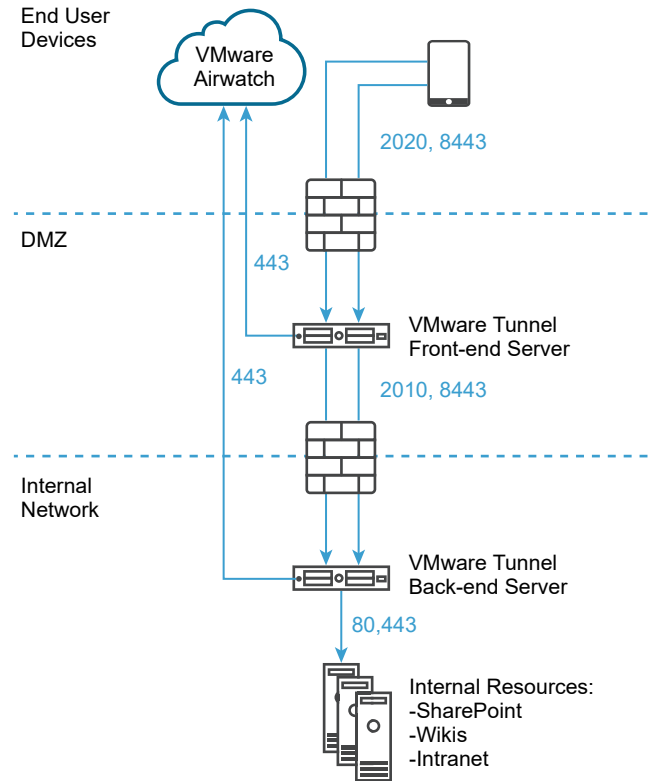 End User
Devices
VMware
Airwatch
2020, 8443
DMZ
443
VMware Tunnel
Front-end Server
443
2010, 8443
Internal
Network
VMware Tunnel
Back-end Server
80,443
Internal Resources:
-SharePoint
-Wikis
-Intranet